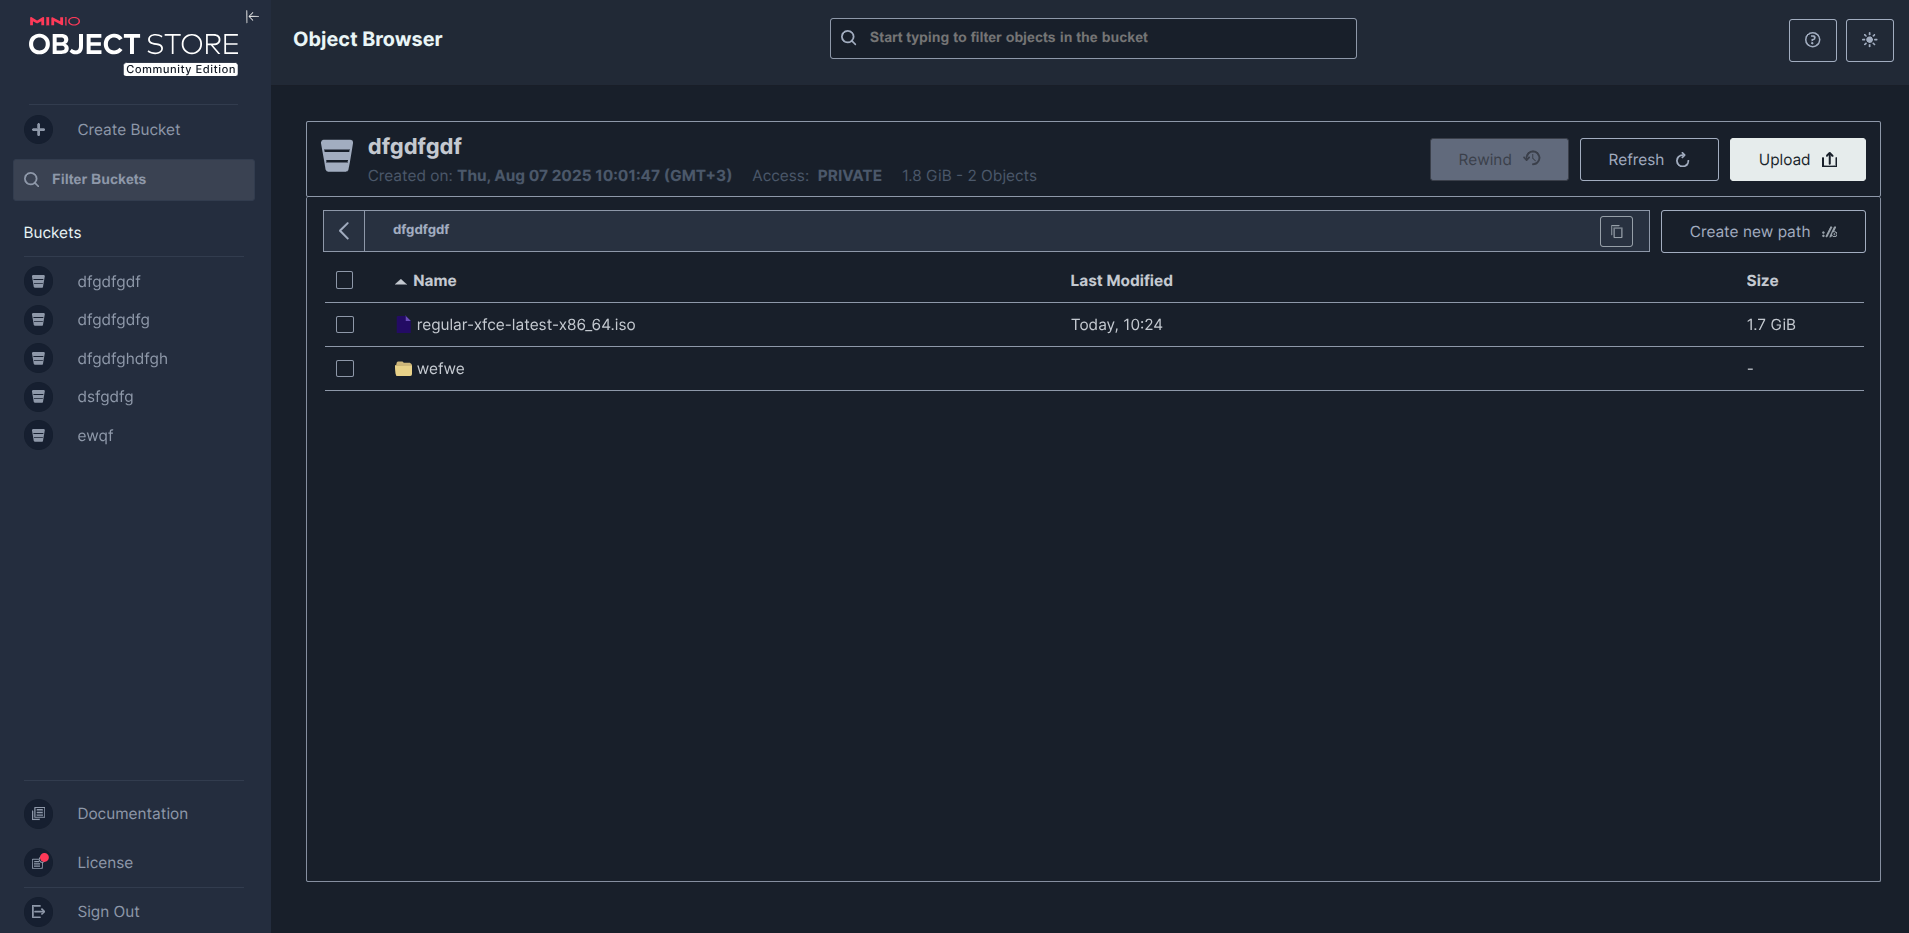 MINIO
OBJECT STORE
Community Edition
Create Bucket
Filter Buckets
Buckets
dfgdfgdf
dfgdfgdfg
dfgdfghdfgh
dsfgdfg
ewqf
Documentation
License
Sign Out
Object Browser
Start typing to filter objects in the bucket
dfgdfgdf
Created on: Thu, Aug 07 2025 10:01:47 (GMT+3) Access: PRIVATE 1.8 GiB - 2 Objects
Rewind
Refresh
Upload
dfgdfgdf
Create new path
Name Last Modified Size
regular-xfce-latest-x86_64.iso Today, 10:24 1.7 GiB
wefwe -